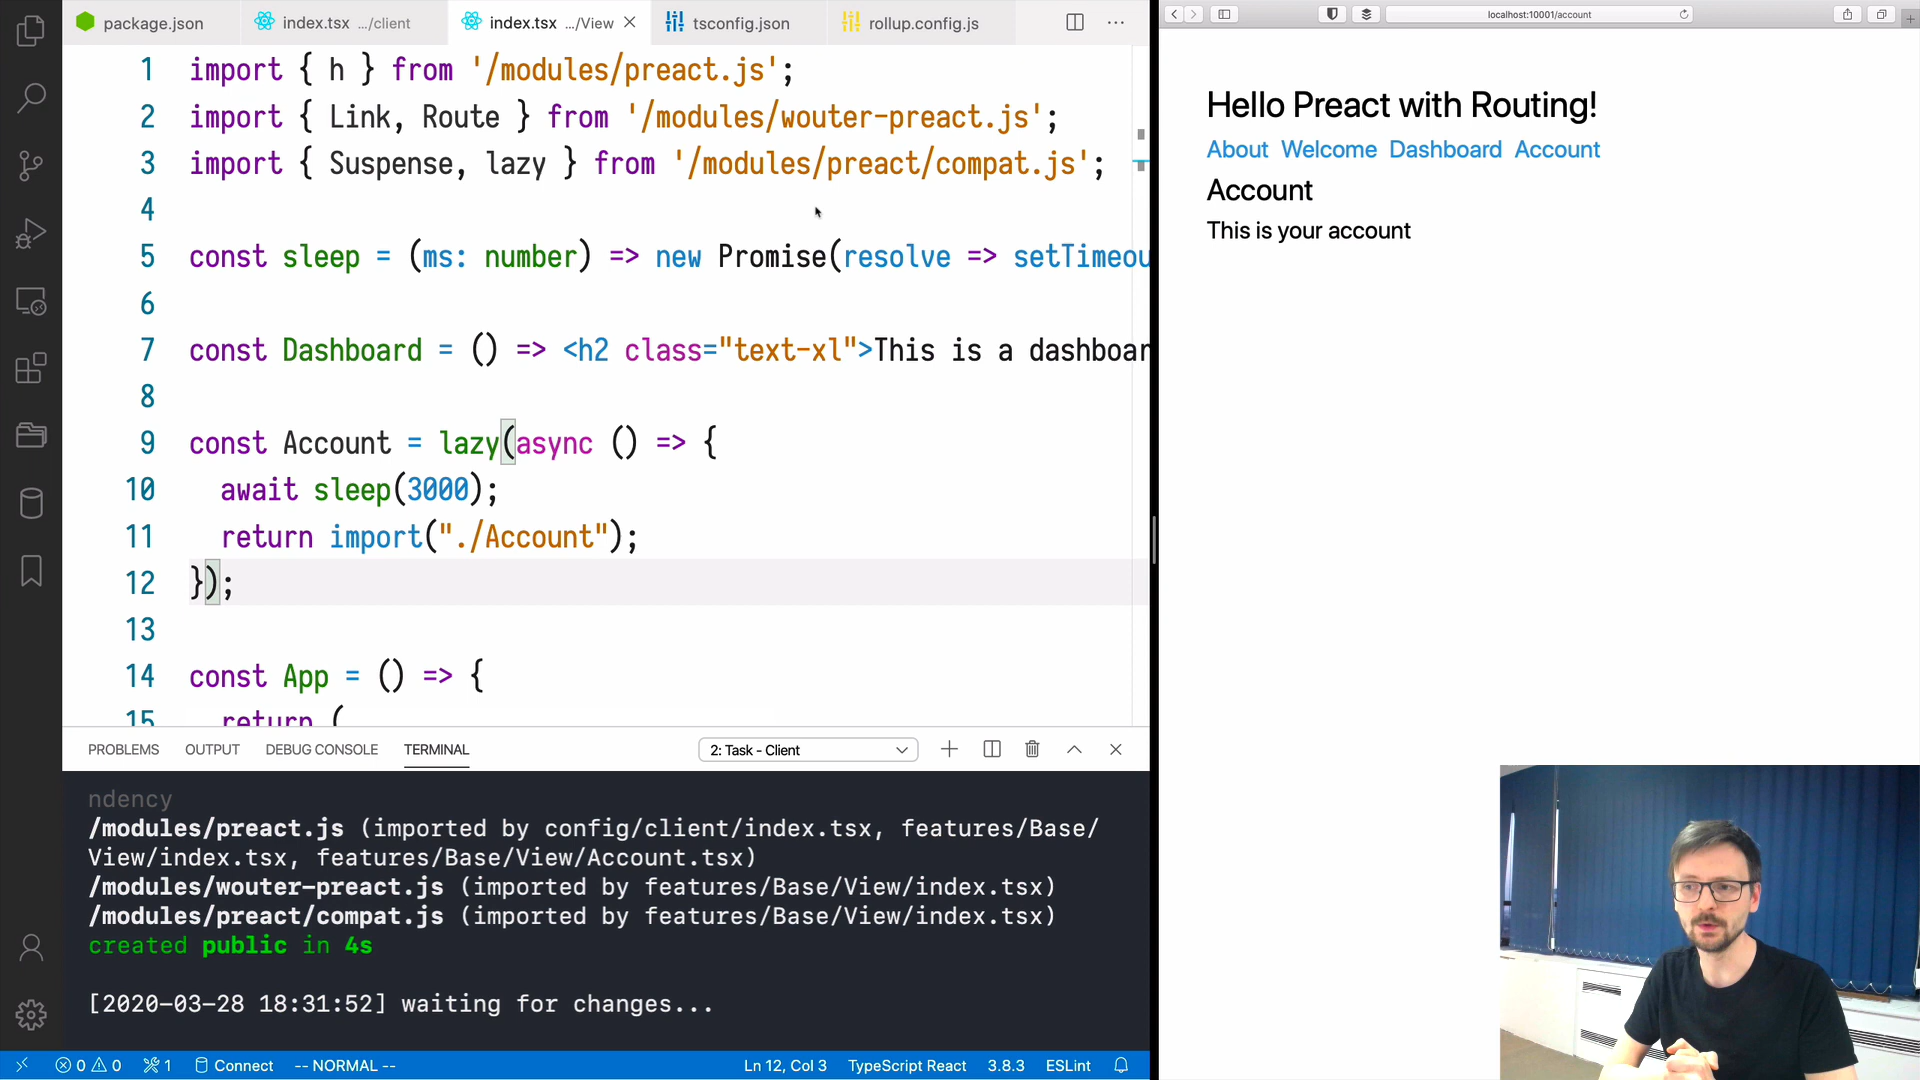 package.json
index.tsx .../client
index.tsx .../View
tsconfig.json
rollup.config.js
1 import { h } from '/modules/preact.js';
2 import { Link, Route } from '/modules/wouter-preact.js';
3 import { Suspense, lazy } from '/modules/preact/compat.js';
4
5 const sleep = (ms: number) => new Promise(resolve => setTimeou
6
7 const Dashboard = () => <h2 class="text-xl">This is a dashboar
8
9 const Account = lazy(async () => {
10 await sleep(3000);
11 return import("./Account");
12 });
13
14 const App = () => {
15 return (
PROBLEMS OUTPUT DEBUG CONSOLE TERMINAL
2: Task - Client
ndency
/modules/preact.js (imported by config/client/index.tsx, features/Base/
View/index.tsx, features/Base/View/Account.tsx)
/modules/wouter-preact.js (imported by features/Base/View/index.tsx)
/modules/preact/compat.js (imported by features/Base/View/index.tsx)
created public in 4s
[2020-03-28 18:31:52] waiting for changes...
0 0 1 Connect -- NORMAL --
Ln 12, Col 3 TypeScript React 3.8.3 ESLint
localhost:10001/account
Hello Preact with Routing!
About Welcome Dashboard Account
Account
This is your account